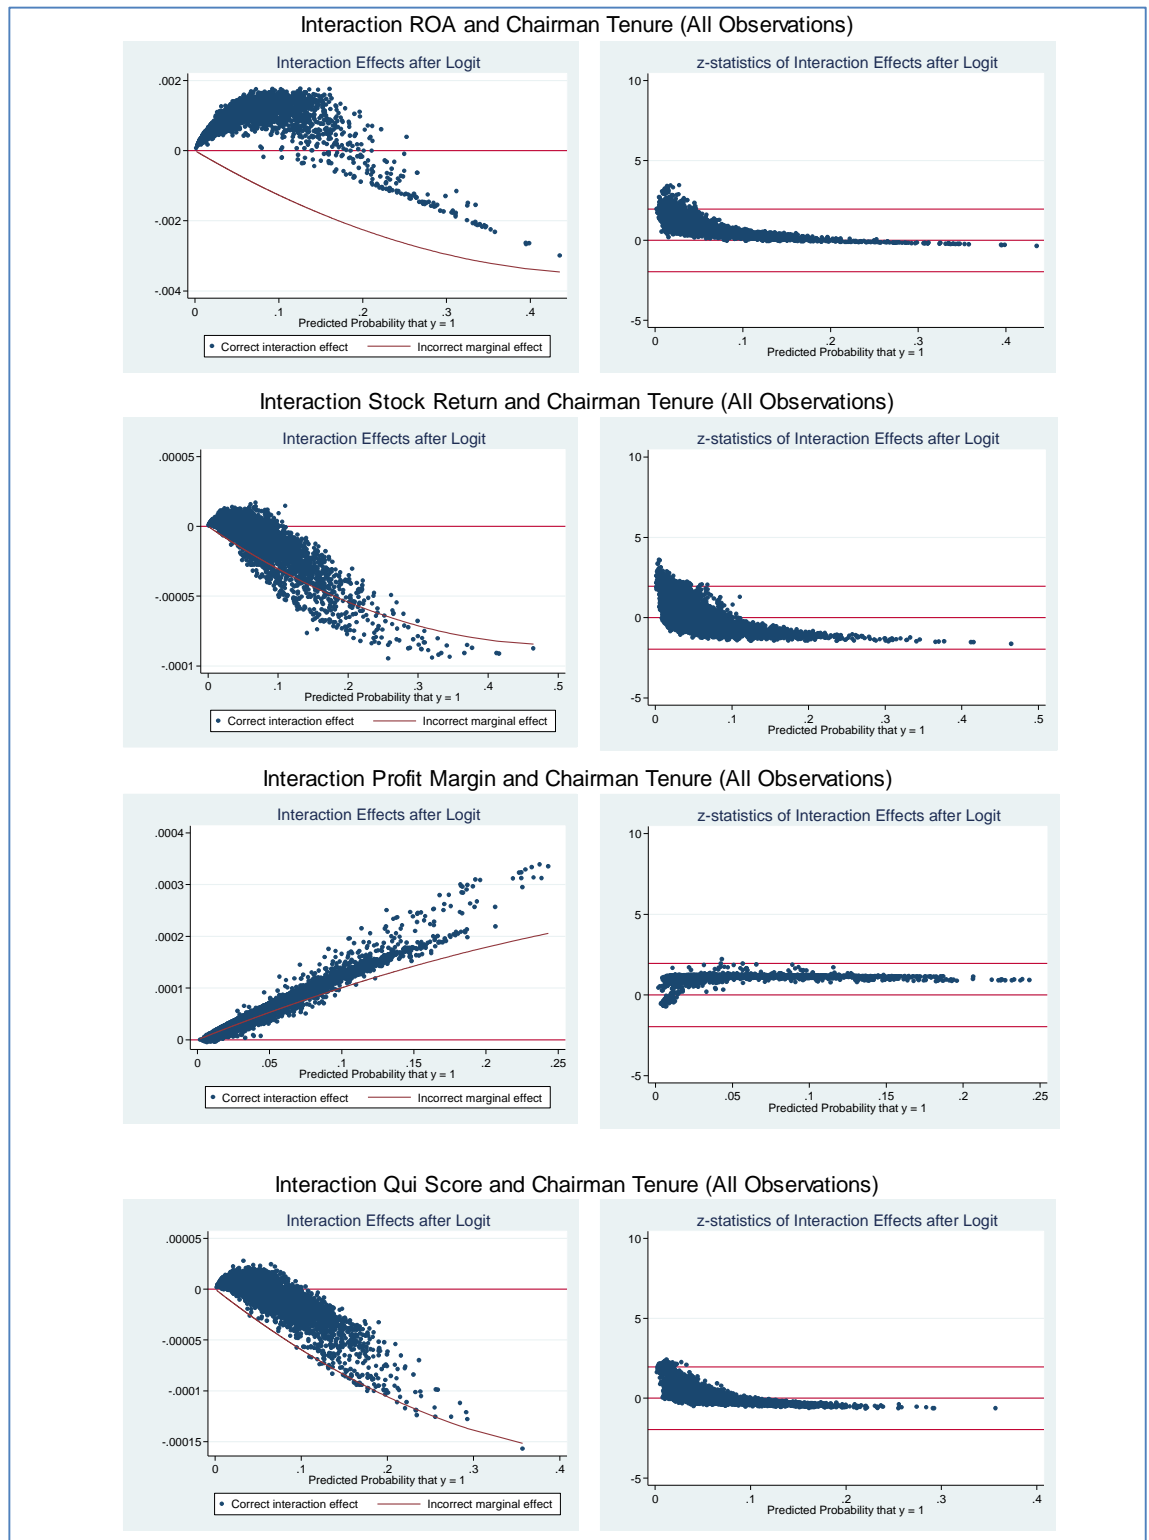 Interaction ROA and Chairman Tenure (All Observations)
Interaction Effects after Logit
.002
0
-.002
-.004
0 .1 .2 .3 .4
Predicted Probability that y = 1
Correct interaction effect Incorrect marginal effect
z-statistics of Interaction Effects after Logit
10
5
0
-5
0 .1 .2 .3 .4
Predicted Probability that y = 1
Interaction Stock Return and Chairman Tenure (All Observations)
Interaction Effects after Logit
.00005
0
-.00005
-.0001
0 .1 .2 .3 .4 .5
Predicted Probability that y = 1
Correct interaction effect Incorrect marginal effect
z-statistics of Interaction Effects after Logit
10
5
0
-5
0 .1 .2 .3 .4 .5
Predicted Probability that y = 1
Interaction Profit Margin and Chairman Tenure (All Observations)
Interaction Effects after Logit
.0004
.0003
.0002
.0001
0
0 .05 .1 .15 .2 .25
Predicted Probability that y = 1
Correct interaction effect Incorrect marginal effect
z-statistics of Interaction Effects after Logit
10
5
0
-5
0 .05 .1 .15 .2 .25
Predicted Probability that y = 1
Interaction Qui Score and Chairman Tenure (All Observations)
Interaction Effects after Logit
.00005
0
-.00005
-.0001
-.00015
0 .1 .2 .3 .4
Predicted Probability that y = 1
Correct interaction effect Incorrect marginal effect
z-statistics of Interaction Effects after Logit
10
5
0
-5
0 .1 .2 .3 .4
Predicted Probability that y = 1